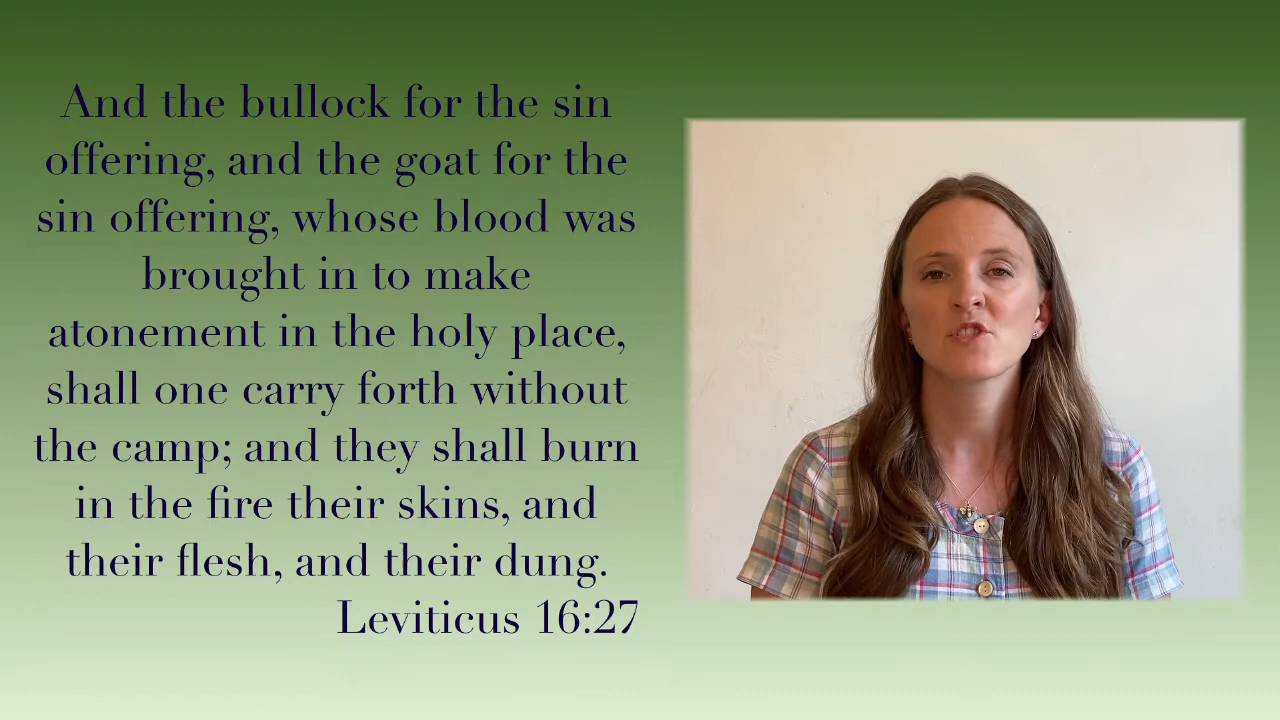 And the bullock for the sin
offering, and the goat for the
sin offering, whose blood was
brought in to make
atonement in the holy place,
shall one carry forth without
the camp; and they shall burn
in the fire their skins, and
their flesh, and their dung.
Leviticus 16:27